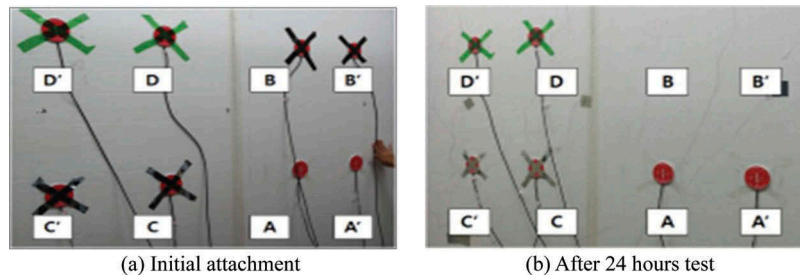 D′ D B B′
C′ C A A′
(a) Initial attachment
D′ D B B′
C′ C A A′
(b) After 24 hours test